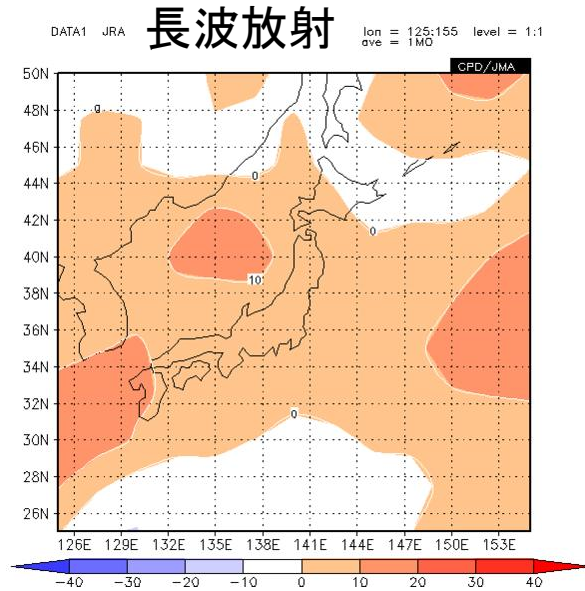 DATA1 JRA 長波放射 lon = 125:155 level = 1:1
ave = 1MO
CPD/JMA
50N
48N
46N
44N
42N
40N
38N
36N
34N
32N
30N
28N
26N
0
0
0
10
0
126E 129E 132E 135E 138E 141E 144E 147E 150E 153E
-40 -30 -20 -10 0 10 20 30 40